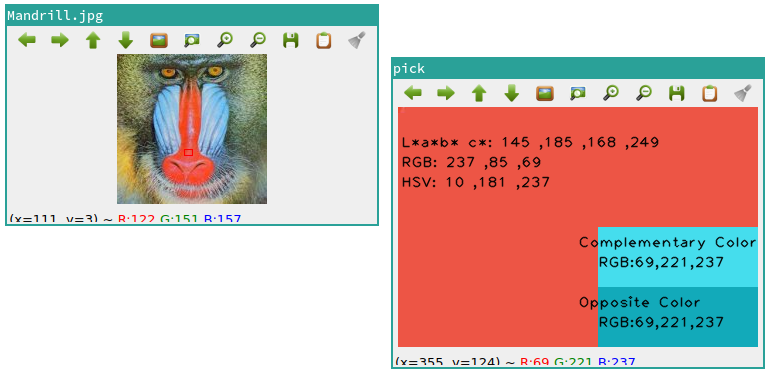 Mandrill.jpg
(x=111, y=3) ~ R:122 G:151 B:157
pick
L*a*b* c*: 145 ,185 ,168 ,249
RGB: 237 ,85 ,69
HSV: 10 ,181 ,237
Complementary Color
RGB:69,221,237
Opposite Color
RGB:69,221,237
(x=355, y=124) ~ R:69 G:221 B:237